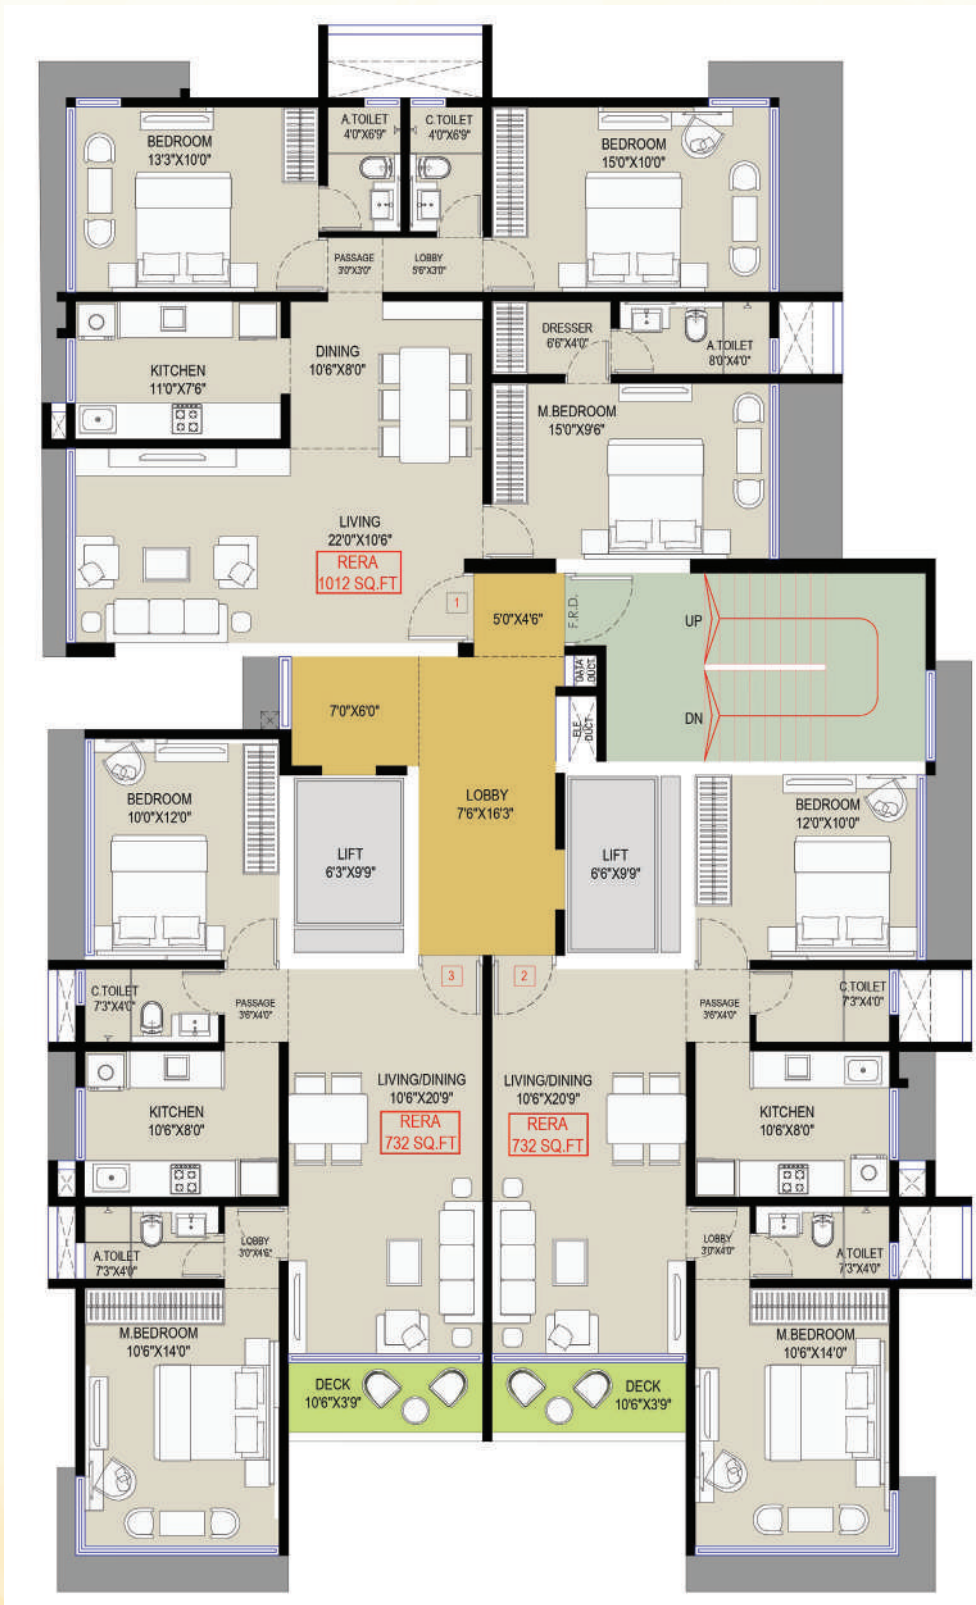 BEDROOM
13'3"X10'0"
A.TOILET
4'0"X6'9"
C.TOILET
4'0"X6'9"
BEDROOM
15'0"X10'0"
PASSAGE
3'0"X3'0"
LOBBY
5'6"X3'0"
KITCHEN
11'0"X7'6"
DINING
10'6"X8'0"
DRESSER
6'6"X4'0"
A.TOILET
8'0"X4'0"
M.BEDROOM
15'0"X9'6"
LIVING
22'0"X10'6"
RERA
1012 SQ.FT
1
5'0"X4'6"
F.R.D.
UP
DN
DATA
DUCT
ELE
DUCT
7'0"X6'0"
LOBBY
7'6"X16'3"
BEDROOM
10'0"X12'0"
LIFT
6'3"X9'9"
LIFT
6'6"X9'9"
BEDROOM
12'0"X10'0"
3
2
C.TOILET
7'3"X4'0"
PASSAGE
3'6"X4'0"
PASSAGE
3'6"X4'0"
C.TOILET
7'3"X4'0"
KITCHEN
10'6"X8'0"
LIVING/DINING
10'6"X20'9"
RERA
732 SQ.FT
LIVING/DINING
10'6"X20'9"
RERA
732 SQ.FT
KITCHEN
10'6"X8'0"
A.TOILET
7'3"X4'0"
LOBBY
3'0"X4'6"
LOBBY
3'0"X4'0"
A.TOILET
7'3"X4'0"
M.BEDROOM
10'6"X14'0"
M.BEDROOM
10'6"X14'0"
DECK
10'6"X3'9"
DECK
10'6"X3'9"